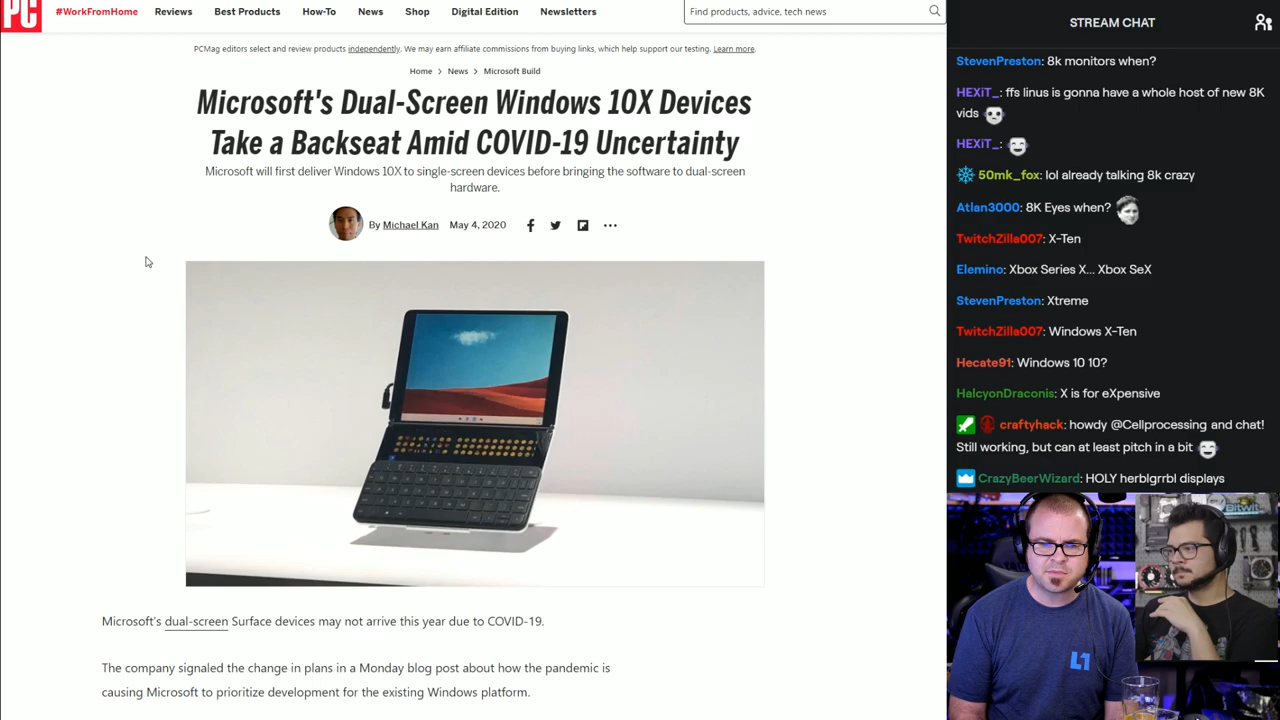 PC
#WorkFromHome Reviews Best Products How-To News Shop Digital Edition Newsletters
Find products, advice, tech news
PCMag editors select and review products independently. We may earn affiliate commissions from buying links, which help support our testing. Learn more.
Home > News > Microsoft Build
Microsoft's Dual-Screen Windows 10X Devices
Take a Backseat Amid COVID-19 Uncertainty
Microsoft will first deliver Windows 10X to single-screen devices before bringing the software to dual-screen
hardware.
By Michael Kan May 4, 2020
Microsoft's dual-screen Surface devices may not arrive this year due to COVID-19.
The company signaled the change in plans in a Monday blog post about how the pandemic is
causing Microsoft to prioritize development for the existing Windows platform.
STREAM CHAT
StevenPreston: 8k monitors when?
HEXiT_: ffs linus is gonna have a whole host of new 8K
vids
HEXiT_:
50mk_fox: lol already talking 8k crazy
Atlan3000: 8K Eyes when?
TwitchZilla007: X-Ten
Elemino: Xbox Series X... Xbox SeX
StevenPreston: Xtreme
TwitchZilla007: Windows X-Ten
Hecate91: Windows 10 10?
HalcyonDraconis: X is for eXpensive
craftyhack: howdy @Cellprocessing and chat!
Still working, but can at least pitch in a bit
CrazyBeerWizard: HOLY herblgrrbl displays
Bitwit
L1